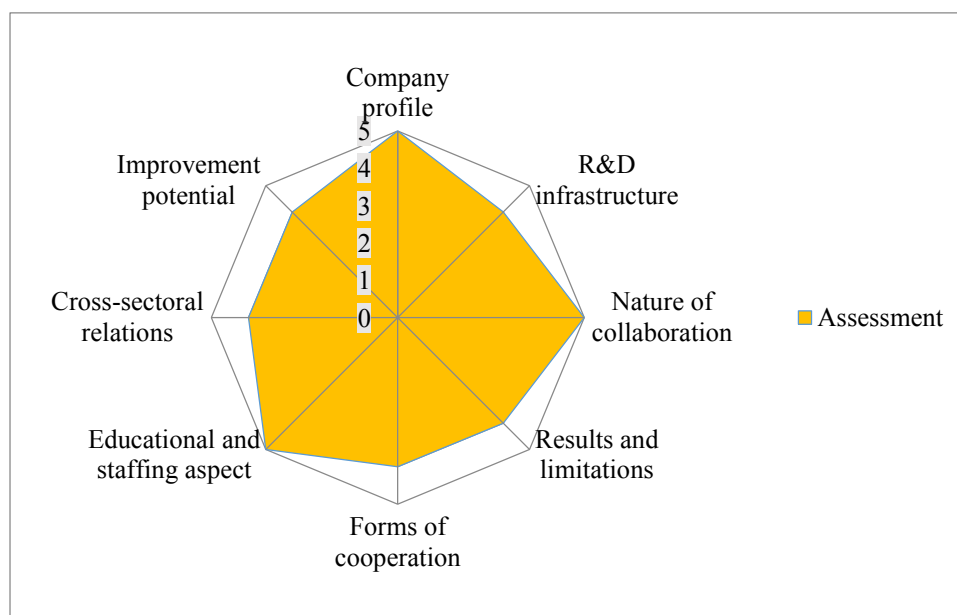 Company
profile
5
4
3
2
1
0
R&D
infrastructure
Nature of
collaboration
Results and
limitations
Forms of
cooperation
Educational and
staffing aspect
Cross-sectoral
relations
Improvement
potential
Assessment